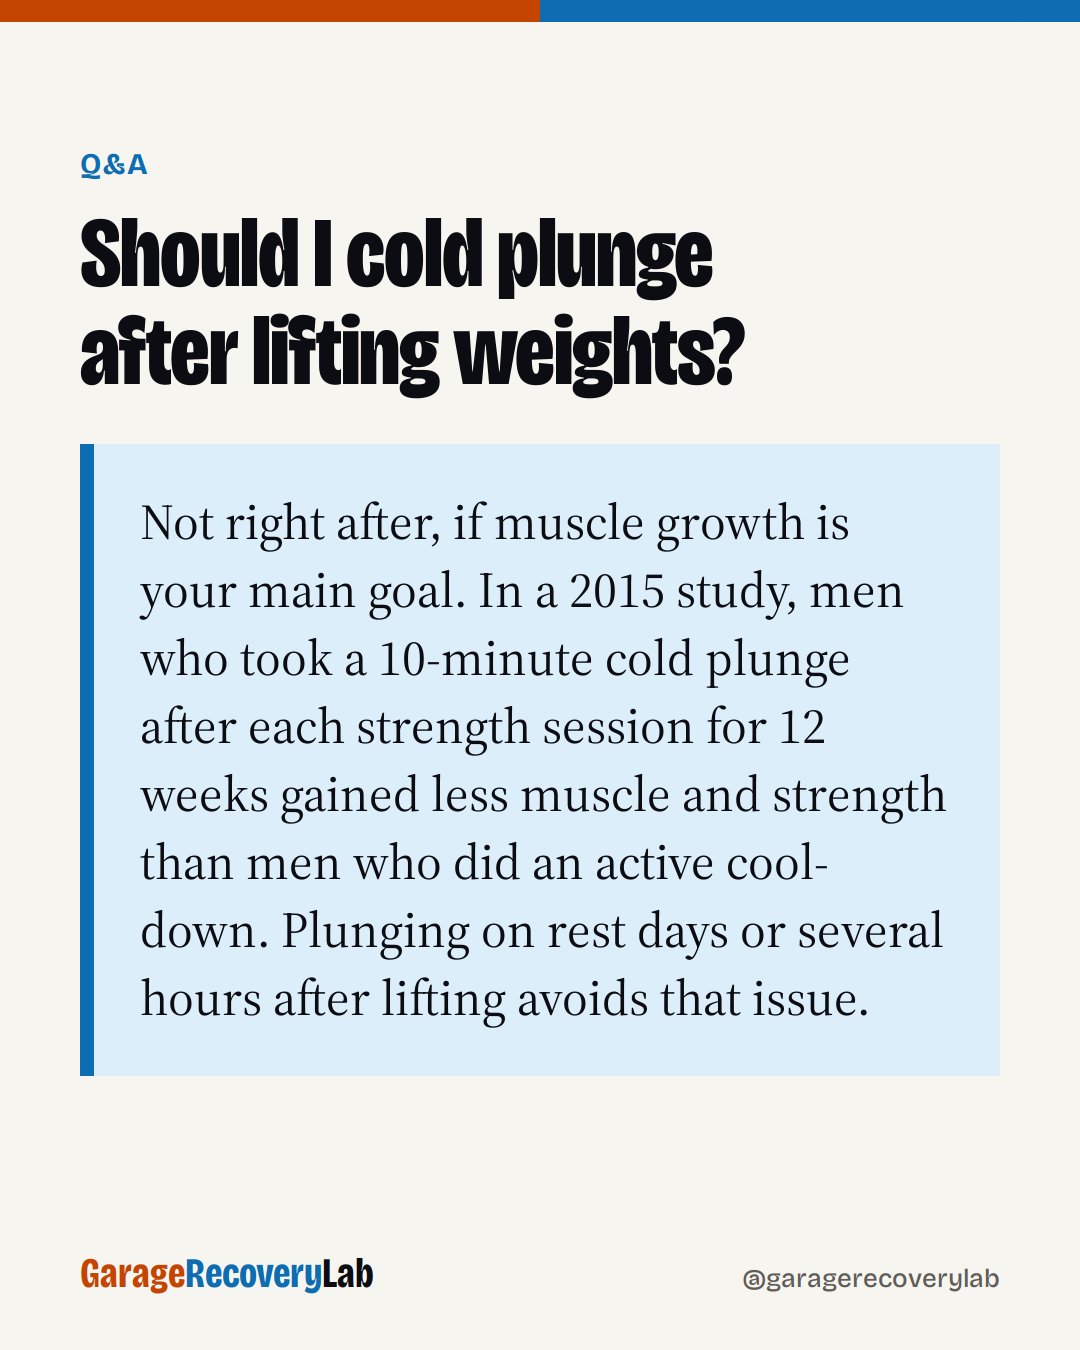 Q&A
Should I cold plunge
after lifting weights?
Not right after, if muscle growth is
your main goal. In a 2015 study, men
who took a 10-minute cold plunge
after each strength session for 12
weeks gained less muscle and strength
than men who did an active cool-
down. Plunging on rest days or several
hours after lifting avoids that issue.
GarageRecoveryLab
@garagerecoverylab